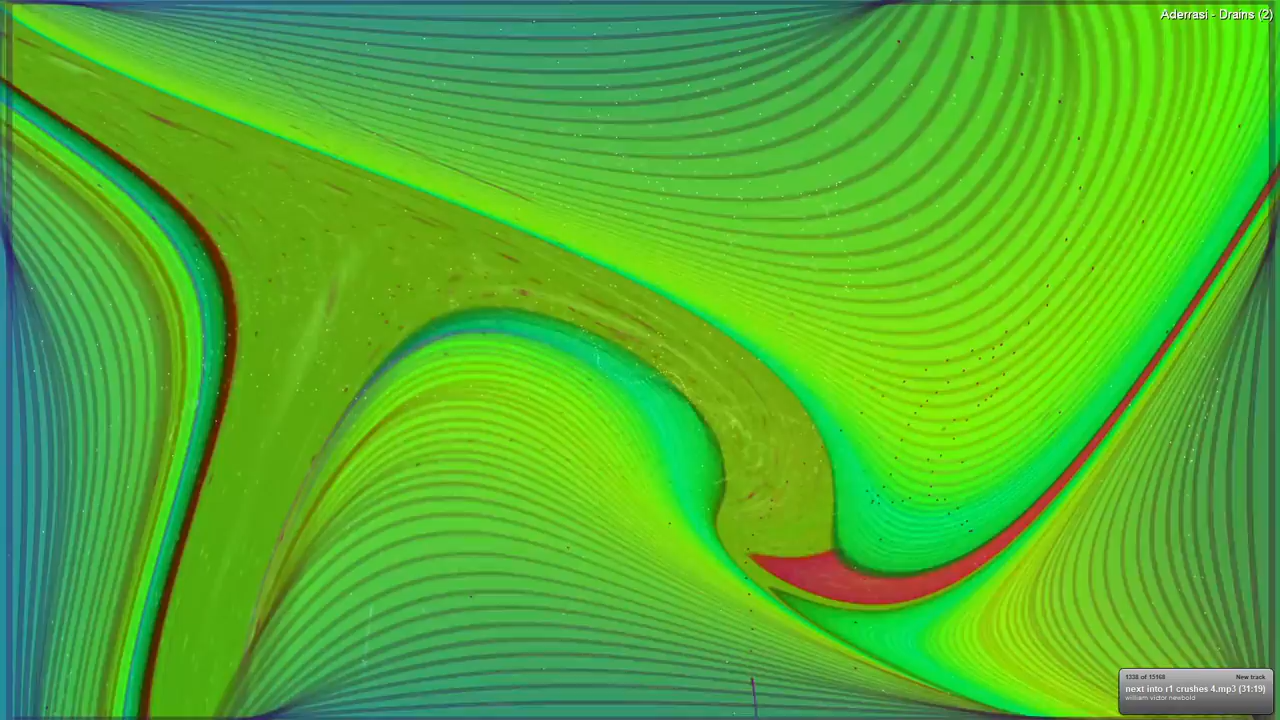 Aderrasi - Drains (2)
1338 of 15168 New track
next into r1 crushes 4.mp3 (31:19)
william victor newbold